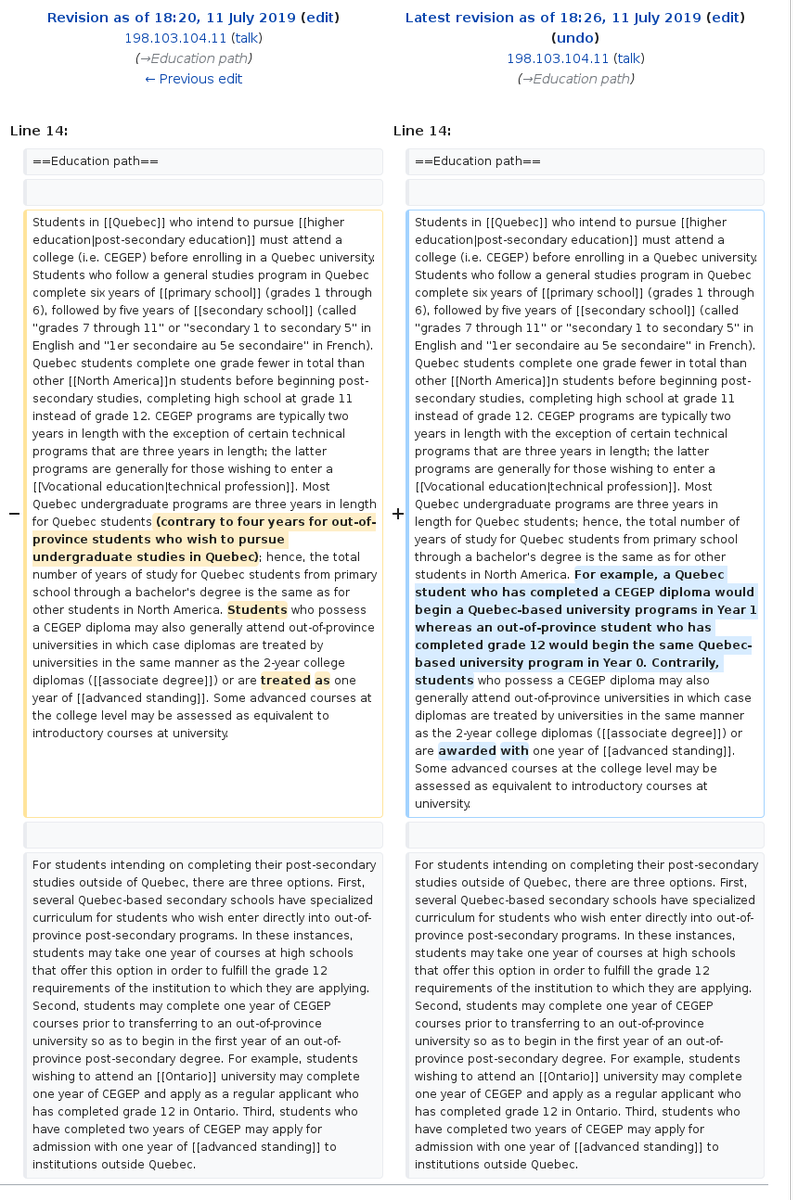 Revision as of 18:20, 11 July 2019 (edit)
198.103.104.11 (talk)
(→Education path)
← Previous edit
Latest revision as of 18:26, 11 July 2019 (edit)
(undo)
198.103.104.11 (talk)
(→Education path)
Line 14:
==Education path==
−
Students in [[Quebec]] who intend to pursue [[higher
education|post-secondary education]] must attend a
college (i.e. CEGEP) before enrolling in a Quebec university.
Students who follow a general studies program in Quebec
complete six years of [[primary school]] (grades 1 through
6), followed by five years of [[secondary school]] (called
"grades 7 through 11" or "secondary 1 to secondary 5" in
English and "1er secondaire au 5e secondaire" in French).
Quebec students complete one grade fewer in total than
other [[North America]]n students before beginning post-
secondary studies, completing high school at grade 11
instead of grade 12. CEGEP programs are typically two
years in length with the exception of certain technical
programs that are three years in length; the latter
programs are generally for those wishing to enter a
[[Vocational education|technical profession]]. Most
Quebec undergraduate programs are three years in length
for Quebec students (contrary to four years for out-of-
province students who wish to pursue
undergraduate studies in Quebec); hence, the total
number of years of study for Quebec students from primary
school through a bachelor's degree is the same as for
other students in North America. Students who possess
a CEGEP diploma may also generally attend out-of-province
universities in which case diplomas are treated by
universities in the same manner as the 2-year college
diplomas ([[associate degree]]) or are treated as one
year of [[advanced standing]]. Some advanced courses at
the college level may be assessed as equivalent to
introductory courses at university.
For students intending on completing their post-secondary
studies outside of Quebec, there are three options. First,
several Quebec-based secondary schools have specialized
curriculum for students who wish enter directly into out-of-
province post-secondary programs. In these instances,
students may take one year of courses at high schools
that offer this option in order to fulfill the grade 12
requirements of the institution to which they are applying.
Second, students may complete one year of CEGEP
courses prior to transferring to an out-of-province
university so as to begin in the first year of an out-of-
province post-secondary degree. For example, students
wishing to attend an [[Ontario]] university may complete
one year of CEGEP and apply as a regular applicant who
has completed grade 12 in Ontario. Third, students who
have completed two years of CEGEP may apply for
admission with one year of [[advanced standing]] to
institutions outside Quebec.
Line 14:
==Education path==
+
Students in [[Quebec]] who intend to pursue [[higher
education|post-secondary education]] must attend a
college (i.e. CEGEP) before enrolling in a Quebec university.
Students who follow a general studies program in Quebec
complete six years of [[primary school]] (grades 1 through
6), followed by five years of [[secondary school]] (called
"grades 7 through 11" or "secondary 1 to secondary 5" in
English and "1er secondaire au 5e secondaire" in French).
Quebec students complete one grade fewer in total than
other [[North America]]n students before beginning post-
secondary studies, completing high school at grade 11
instead of grade 12. CEGEP programs are typically two
years in length with the exception of certain technical
programs that are three years in length; the latter
programs are generally for those wishing to enter a
[[Vocational education|technical profession]]. Most
Quebec undergraduate programs are three years in
length for Quebec students; hence, the total number of
years of study for Quebec students from primary school
through a bachelor's degree is the same as for other
students in North America. For example, a Quebec
student who has completed a CEGEP diploma would
begin a Quebec-based university programs in Year 1
whereas an out-of-province student who has
completed grade 12 would begin the same Quebec-
based university program in Year 0. Contrarily,
students who possess a CEGEP diploma may also
generally attend out-of-province universities in which case
diplomas are treated by universities in the same manner
as the 2-year college diplomas ([[associate degree]]) or
are awarded with one year of [[advanced standing]].
Some advanced courses at the college level may be
assessed as equivalent to introductory courses at
university.
For students intending on completing their post-secondary
studies outside of Quebec, there are three options. First,
several Quebec-based secondary schools have specialized
curriculum for students who wish enter directly into out-of-
province post-secondary programs. In these instances,
students may take one year of courses at high schools
that offer this option in order to fulfill the grade 12
requirements of the institution to which they are applying.
Second, students may complete one year of CEGEP
courses prior to transferring to an out-of-province
university so as to begin in the first year of an out-of-
province post-secondary degree. For example, students
wishing to attend an [[Ontario]] university may complete
one year of CEGEP and apply as a regular applicant who
has completed grade 12 in Ontario. Third, students who
have completed two years of CEGEP may apply for
admission with one year of [[advanced standing]] to
institutions outside Quebec.